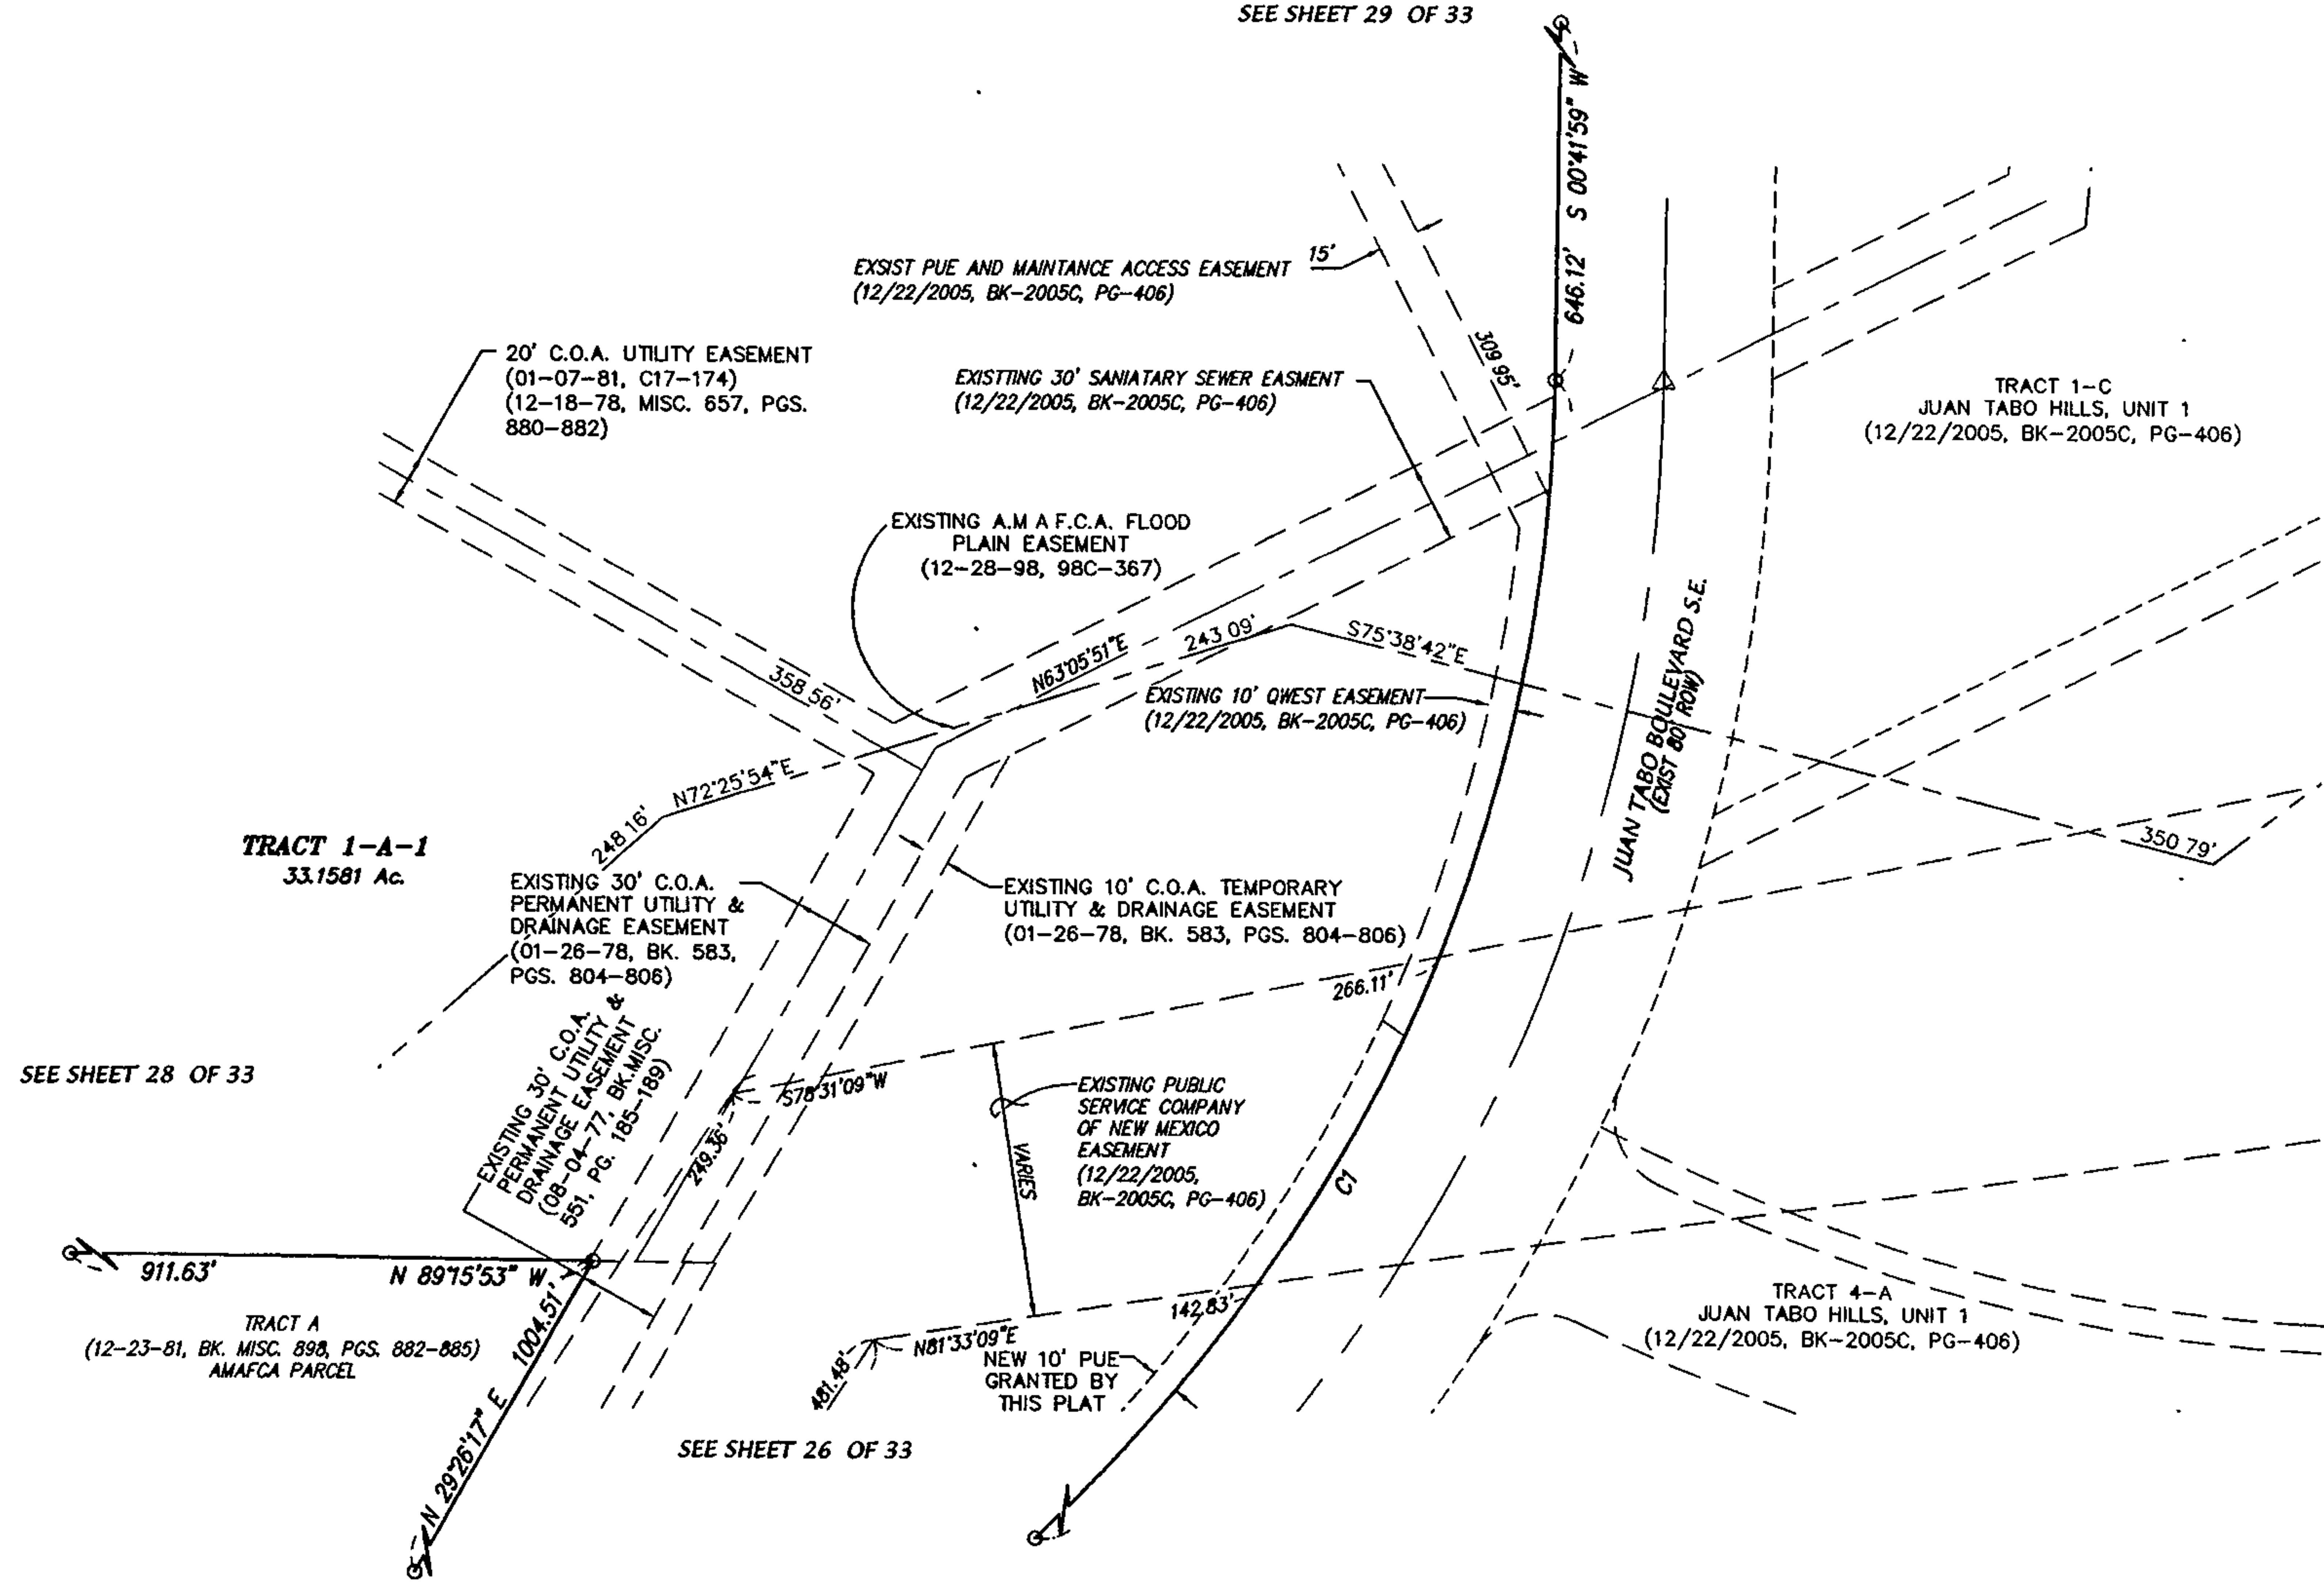 SEE SHEET 29 OF 33
646.12' S 00°41'59" W
EXSIST PUE AND MAINTANCE ACCESS EASEMENT 15'
(12/22/2005, BK-2005C, PG-406)
309 95'
20' C.O.A. UTILITY EASEMENT
(01-07-81, C17-174)
(12-18-78, MISC. 657, PGS.
880-882)
EXISTTING 30' SANIATARY SEWER EASMENT
(12/22/2005, BK-2005C, PG-406)
TRACT 1-C
JUAN TABO HILLS, UNIT 1
(12/22/2005, BK-2005C, PG-406)
EXISTING A.M A F.C.A. FLOOD
PLAIN EASEMENT
(12-28-98, 98C-367)
358 56'
N63°05'51"E
243 09'
S75°38'42"E
EXISTING 10' QWEST EASEMENT
(12/22/2005, BK-2005C, PG-406)
JUAN TABO BOULEVARD S.E.
(EXIST 80' ROW)
N72°25'54"E
248 16'
350 79'
TRACT 1-A-1
33.1581 Ac.
EXISTING 30' C.O.A.
PERMANENT UTILITY &
DRAINAGE EASEMENT
(01-26-78, BK. 583,
PGS. 804-806)
EXISTING 10' C.O.A. TEMPORARY
UTILITY & DRAINAGE EASEMENT
(01-26-78, BK. 583, PGS. 804-806)
266.11'
EXISTING 30' C.O.A.
PERMANENT UTILITY &
DRAINAGE EASEMENT
(08-04-77, BK.MISC.
551, PG. 185-189)
SEE SHEET 28 OF 33
S78°31'09"W
249.36'
VARIES
EXISTING PUBLIC
SERVICE COMPANY
OF NEW MEXICO
EASEMENT
(12/22/2005,
BK-2005C, PG-406)
C1
911.63'
N 89°15'53" W
1004.51'
N 29°26'17" E
TRACT A
(12-23-81, BK. MISC. 898, PGS. 882-885)
AMAFCA PARCEL
142.83'
N81°33'09"E
481.48'
NEW 10' PUE
GRANTED BY
THIS PLAT
TRACT 4-A
JUAN TABO HILLS, UNIT 1
(12/22/2005, BK-2005C, PG-406)
SEE SHEET 26 OF 33